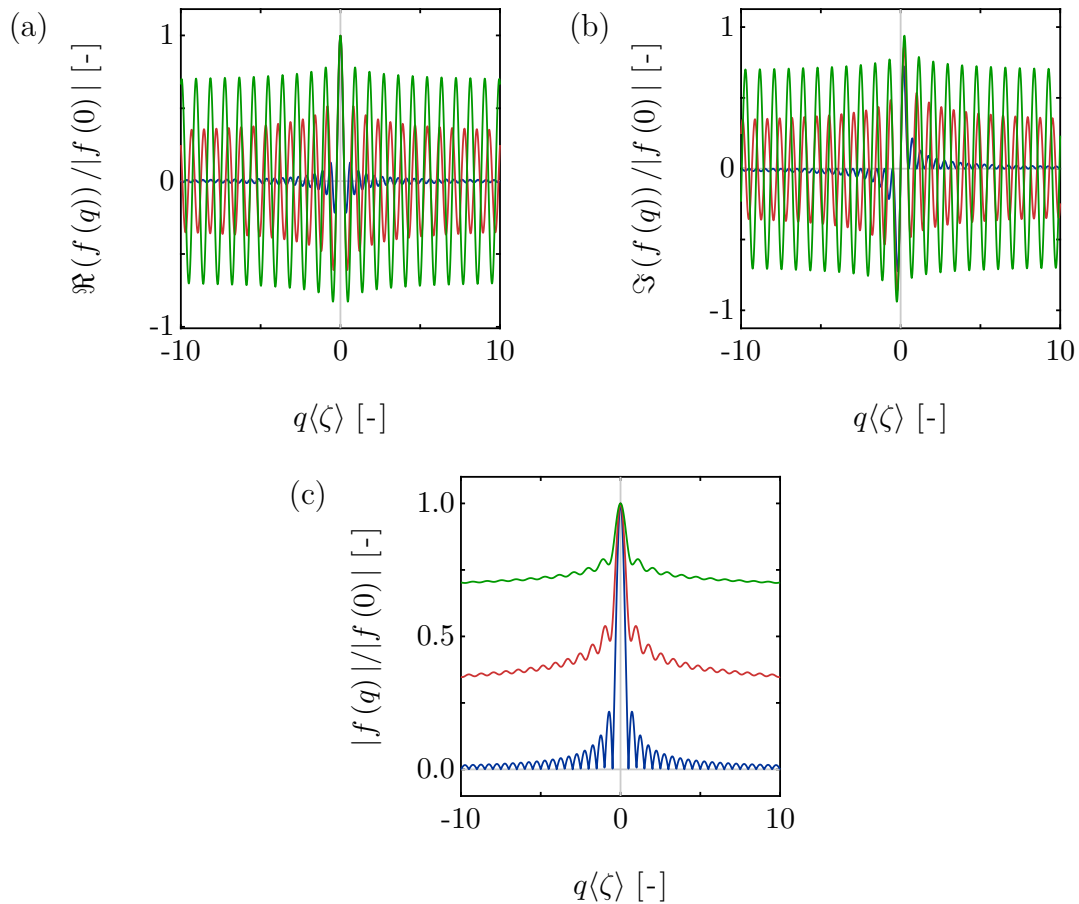 (a)
ℜ (f (q)) /|f (0)| [-]
1
0
-1
-10 0 10
q⟨ζ⟩ [-]
(b)
ℑ (f (q)) /|f (0)| [-]
1
0
-1
-10 0 10
q⟨ζ⟩ [-]
(c)
|f (q) |/|f (0)| [-]
1.0
0.5
0.0
-10 0 10
q⟨ζ⟩ [-]